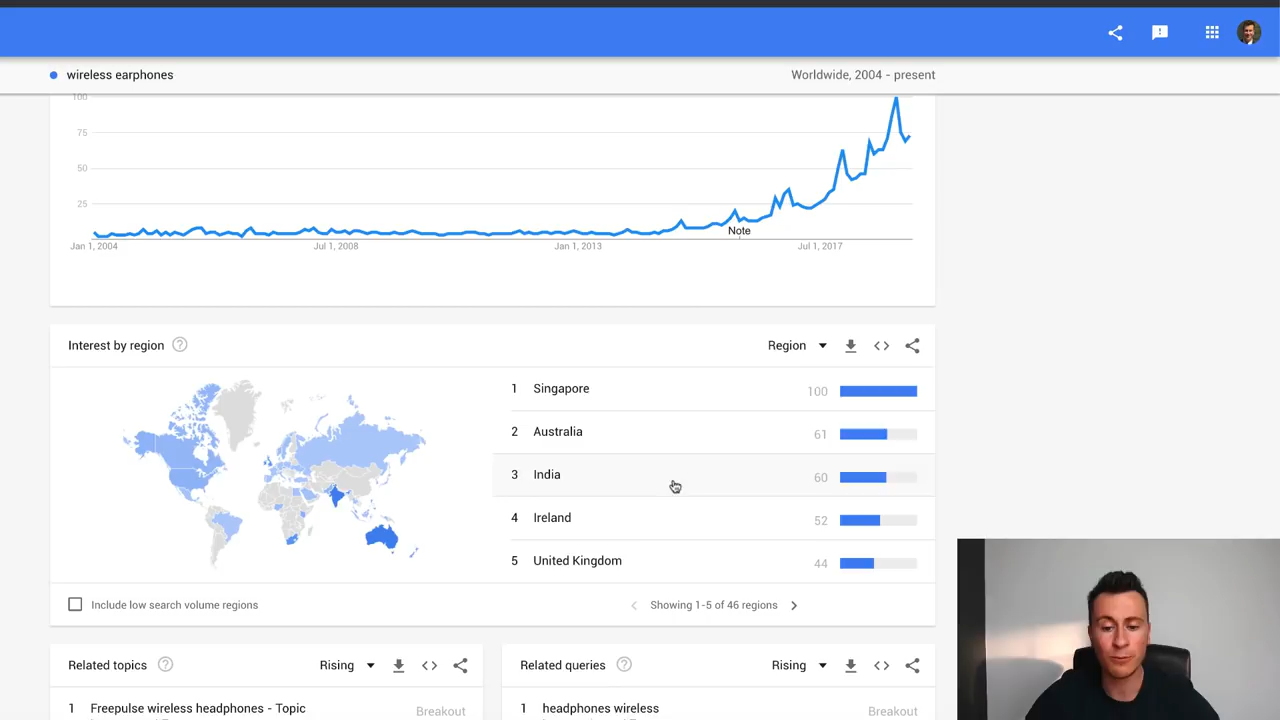 wireless earphones
Worldwide, 2004 - present
100
75
50
25
Note
Jan 1, 2004
Jul 1, 2008
Jan 1, 2013
Jul 1, 2017
Interest by region
Region
1 Singapore 100
2 Australia 61
3 India 60
4 Ireland 52
5 United Kingdom 44
Include low search volume regions
Showing 1-5 of 46 regions
Related topics
Rising
Related queries
Rising
1 Freepulse wireless headphones - Topic
Breakout
1 headphones wireless
Breakout